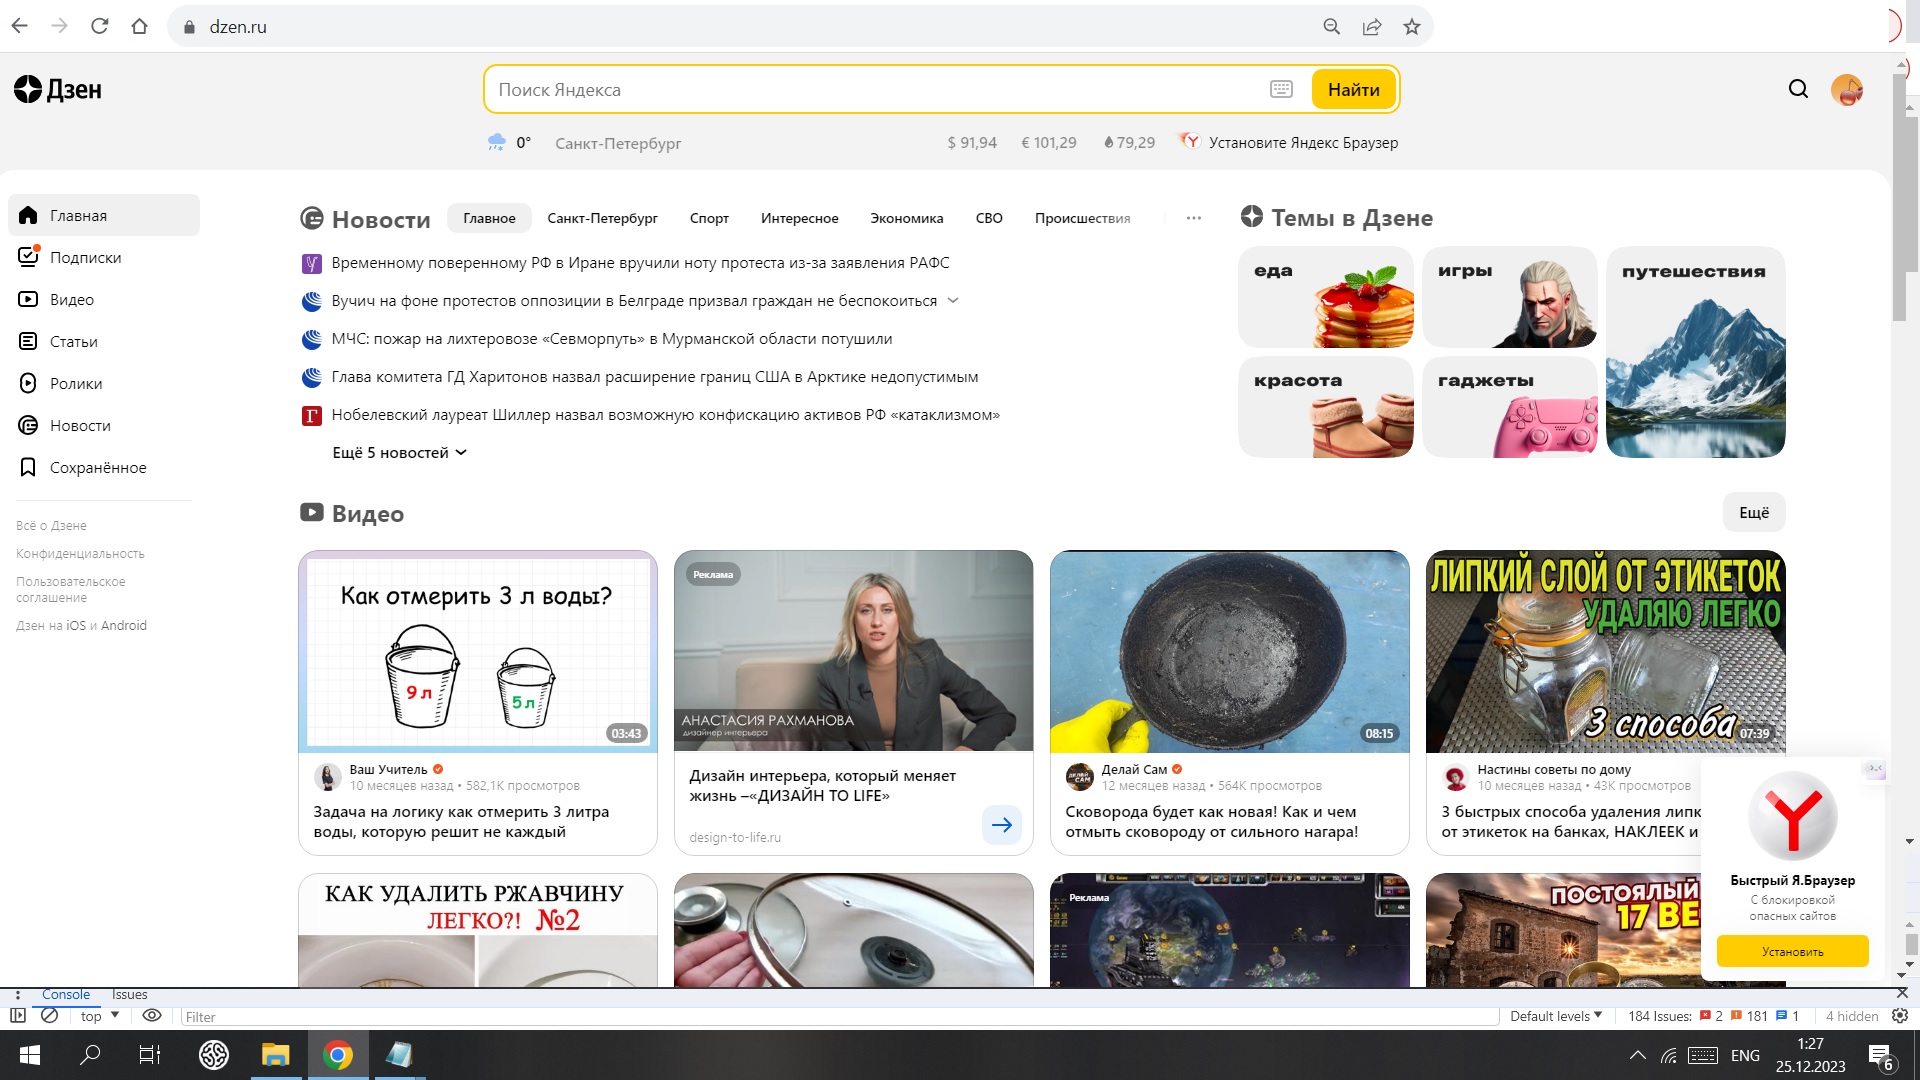 dzen.ru
Дзен
Поиск Яндекса
Найти
0°
Санкт-Петербург
$ 91,94
€ 101,29
79,29
Установите Яндекс Браузер
Главная
Подписки
Видео
Статьи
Ролики
Новости
Сохранённое
Всё о Дзене
Конфиденциальность
Пользовательское
соглашение
Дзен на iOS и Android
Новости
Главное
Санкт-Петербург
Спорт
Интересное
Экономика
СВО
Происшествия
Временному поверенному РФ в Иране вручили ноту протеста из-за заявления РАФС
Вучич на фоне протестов оппозиции в Белграде призвал граждан не беспокоиться
МЧС: пожар на лихтеровозе «Севморпуть» в Мурманской области потушили
Глава комитета ГД Харитонов назвал расширение границ США в Арктике недопустимым
Г
Нобелевский лауреат Шиллер назвал возможную конфискацию активов РФ «катаклизмом»
Ещё 5 новостей
Темы в Дзене
еда
игры
путешествия
красота
гаджеты
Видео
Ещё
Как отмерить 3 л воды?
9 л
5 л
03:43
Ваш Учитель
10 месяцев назад • 582,1K просмотров
Задача на логику как отмерить 3 литра
воды, которую решит не каждый
Реклама
АНАСТАСИЯ РАХМАНОВА
дизайнер интерьера
Дизайн интерьера, который меняет
жизнь –«ДИЗАЙН TO LIFE»
design-to-life.ru
08:15
ДЕЛАЙ САМ
Делай Сам
12 месяцев назад • 564K просмотров
Сковорода будет как новая! Как и чем
отмыть сковороду от сильного нагара!
ЛИПКИЙ СЛОЙ ОТ ЭТИКЕТОК
УДАЛЯЮ ЛЕГКО
3 способа
07:39
Настины советы по дому
10 месяцев назад • 43K просмотров
3 быстрых способа удаления липк
от этикеток на банках, НАКЛЕЕК и
КАК УДАЛИТЬ РЖАВЧИНУ
ЛЕГКО?! №2
Реклама
ПОСТОЯЛЫЙ
17 ВЕ
Быстрый Я.Браузер
С блокировкой
опасных сайтов
Установить
Console
Issues
top
Filter
Default levels
184 Issues:
2
181
1
4 hidden
ENG
1:27
25.12.2023
6